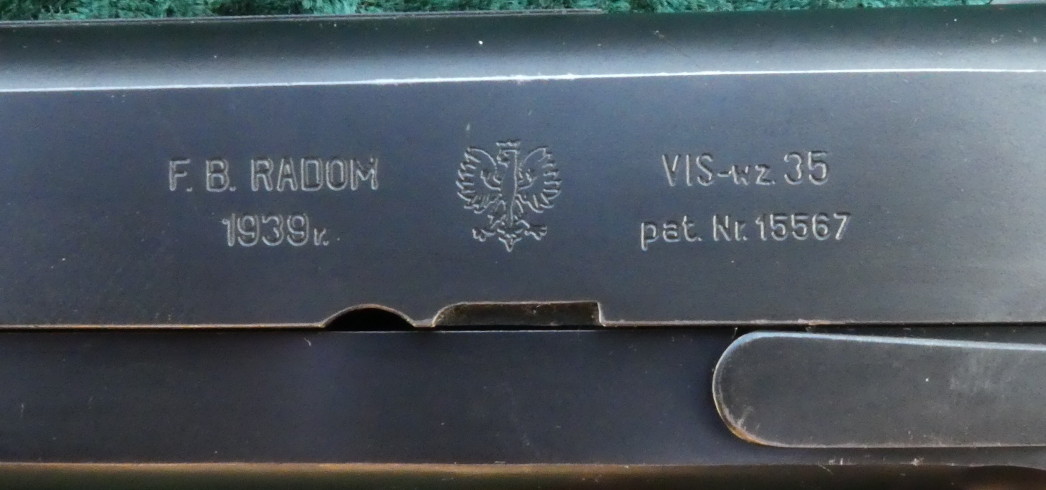 F. B. RADOM
1939r.
VIS-wz. 35
pat. Nr. 15567